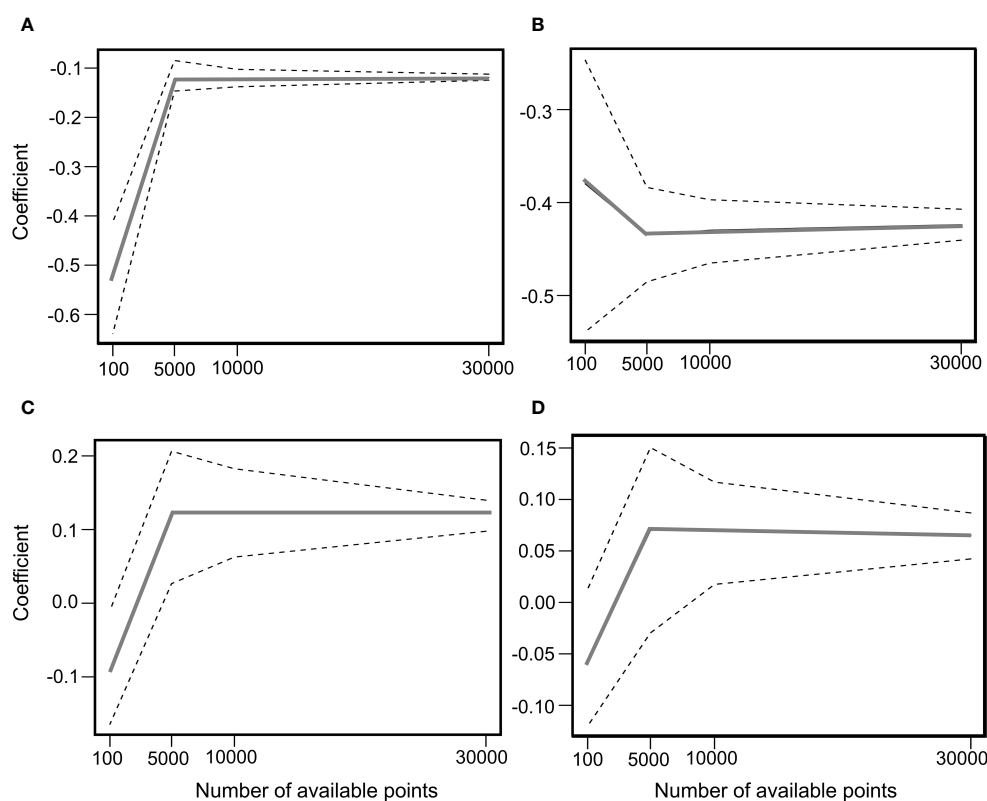 A
-0.1
-0.2
-0.3
-0.4
-0.5
-0.6
Coefficient
100 5000 10000 30000
B
-0.3
-0.4
-0.5
100 5000 10000 30000
C
0.2
0.1
0.0
-0.1
Coefficient
100 5000 10000 30000
Number of available points
D
0.15
0.10
0.05
0.00
-0.05
-0.10
100 5000 10000 30000
Number of available points